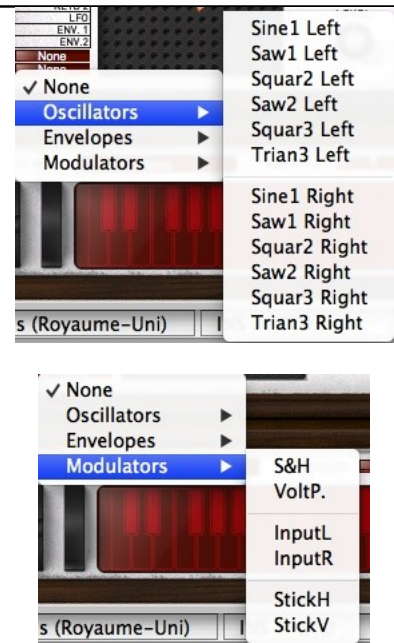 LFO
ENV. 1
ENV.2
None
None
✓ None
Oscillators ▶
Envelopes ▶
Modulators ▶
Sine1 Left
Saw1 Left
Squar2 Left
Saw2 Left
Squar3 Left
Trian3 Left
Sine1 Right
Saw1 Right
Squar2 Right
Saw2 Right
Squar3 Right
Trian3 Right
s (Royaume-Uni)
✓ None
Oscillators ▶
Envelopes ▶
Modulators ▶
S&H
VoltP.
InputL
InputR
StickH
StickV
s (Royaume-Uni)